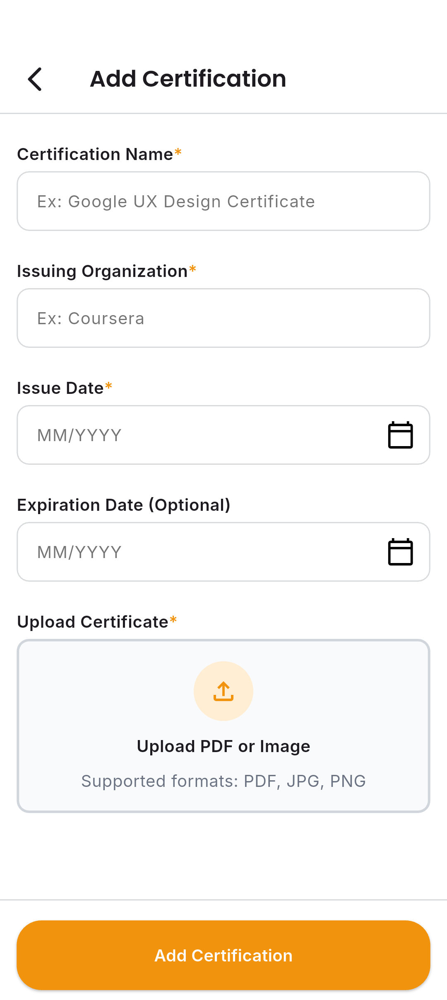 Add Certification
Certification Name*
Ex: Google UX Design Certificate
Issuing Organization*
Ex: Coursera
Issue Date*
MM/YYYY
Expiration Date (Optional)
MM/YYYY
Upload Certificate*
Upload PDF or Image
Supported formats: PDF, JPG, PNG
Add Certification